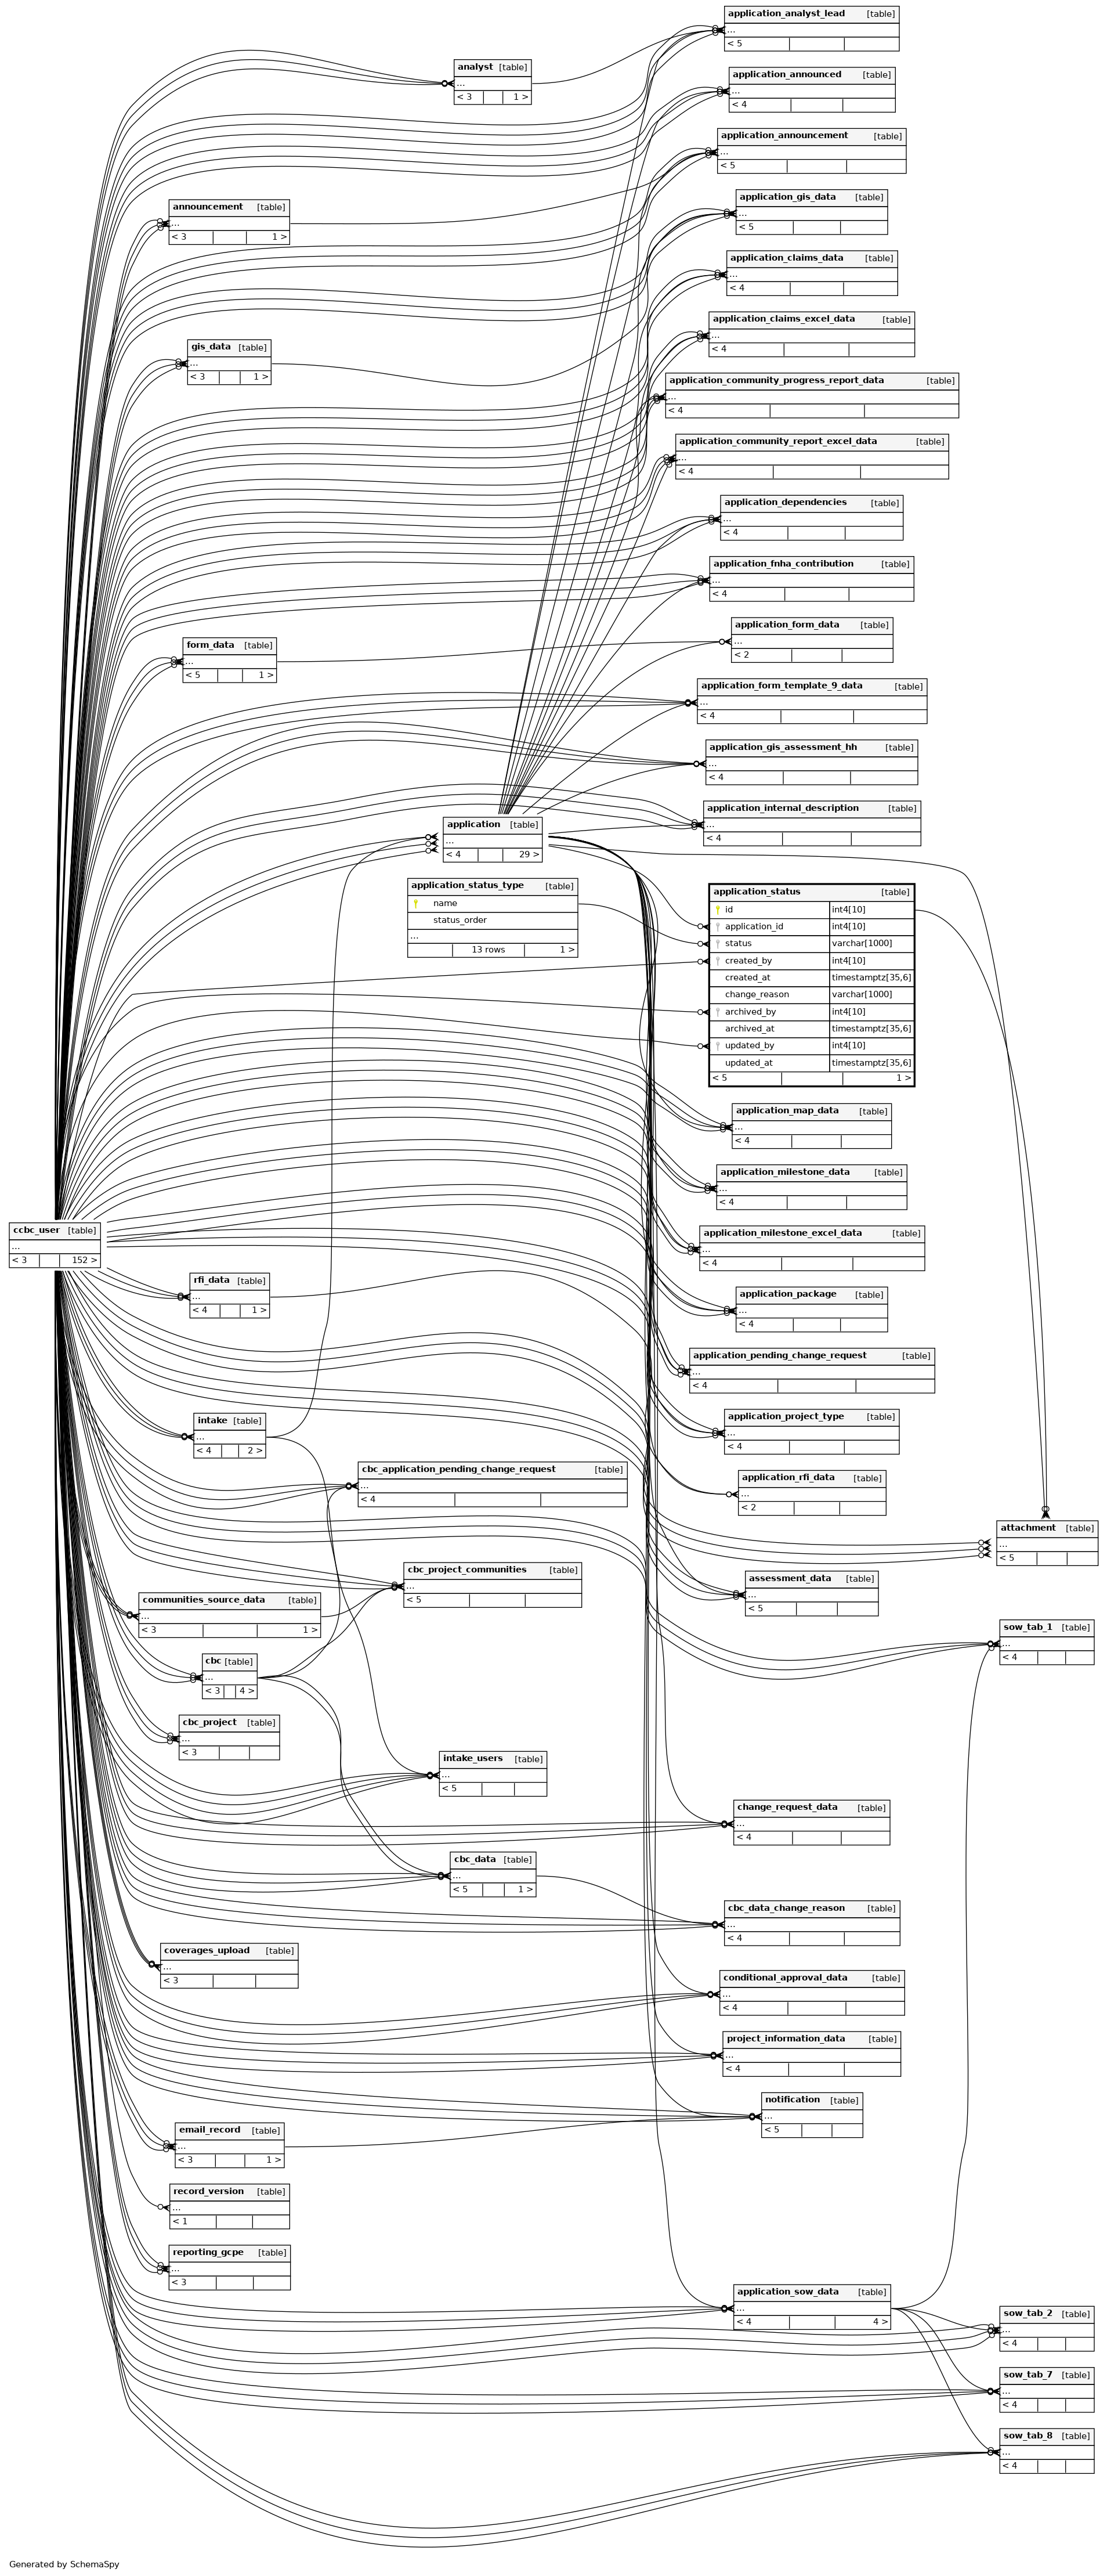 application_analyst_lead [table]
...
< 5
analyst [table]
...
< 3 1 >
application_announced [table]
...
< 4
application_announcement [table]
...
< 5
application_gis_data [table]
...
< 5
announcement [table]
...
< 3 1 >
application_claims_data [table]
...
< 4
application_claims_excel_data [table]
...
< 4
gis_data [table]
...
< 3 1 >
application_community_progress_report_data [table]
...
< 4
application_community_report_excel_data [table]
...
< 4
application_dependencies [table]
...
< 4
application_fnha_contribution [table]
...
< 4
application_form_data [table]
...
< 2
form_data [table]
...
< 5 1 >
application_form_template_9_data [table]
...
< 4
application_gis_assessment_hh [table]
...
< 4
application_internal_description [table]
...
< 4
application [table]
...
< 4 29 >
application_status_type [table]
name
status_order
...
13 rows 1 >
application_status [table]
id int4[10]
application_id int4[10]
status varchar[1000]
created_by int4[10]
created_at timestamptz[35,6]
change_reason varchar[1000]
archived_by int4[10]
archived_at timestamptz[35,6]
updated_by int4[10]
updated_at timestamptz[35,6]
< 5 1 >
application_map_data [table]
...
< 4
application_milestone_data [table]
...
< 4
ccbc_user [table]
...
< 3 152 >
application_milestone_excel_data [table]
...
< 4
rfi_data [table]
...
< 4 1 >
application_package [table]
...
< 4
application_pending_change_request [table]
...
< 4
application_project_type [table]
...
< 4
intake [table]
...
< 4 2 >
cbc_application_pending_change_request [table]
...
< 4
application_rfi_data [table]
...
< 2
attachment [table]
...
< 5
cbc_project_communities [table]
...
< 5
assessment_data [table]
...
< 5
communities_source_data [table]
...
< 3 1 >
sow_tab_1 [table]
...
< 4
cbc [table]
...
< 3 4 >
cbc_project [table]
...
< 3
intake_users [table]
...
< 5
change_request_data [table]
...
< 4
cbc_data [table]
...
< 5 1 >
cbc_data_change_reason [table]
...
< 4
coverages_upload [table]
...
< 3
conditional_approval_data [table]
...
< 4
project_information_data [table]
...
< 4
notification [table]
...
< 5
email_record [table]
...
< 3 1 >
record_version [table]
...
< 1
reporting_gcpe [table]
...
< 3
application_sow_data [table]
...
< 4 4 >
sow_tab_2 [table]
...
< 4
sow_tab_7 [table]
...
< 4
sow_tab_8 [table]
...
< 4
Generated by SchemaSpy